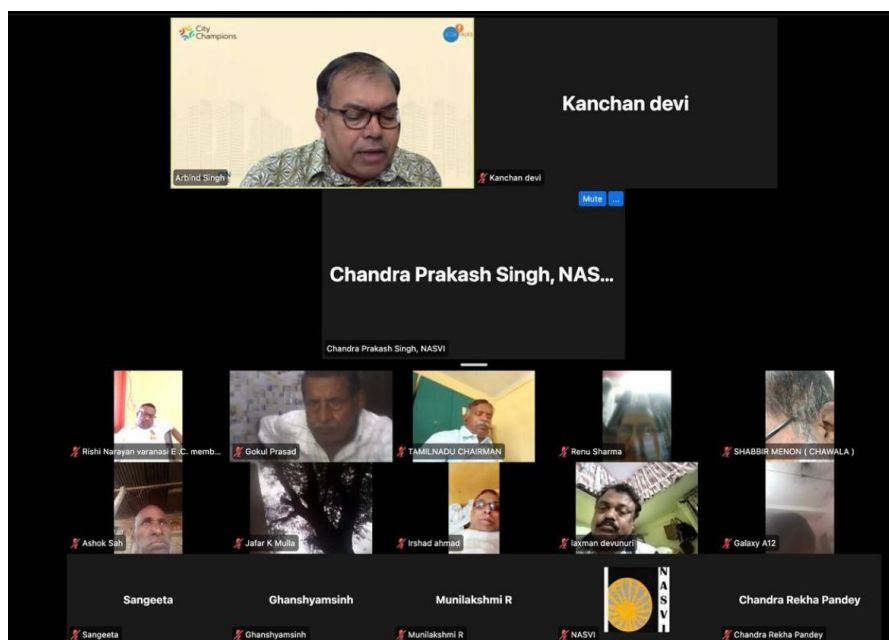 City
Champions
Arbind Singh
Kanchan devi
Kanchan devi
Mute ...
Chandra Prakash Singh, NAS...
Chandra Prakash Singh, NASVI
Rishi Narayan varanasi E .C. memb...
Gokul Prasad
TAMILNADU CHAIRMAN
Renu Sharma
SHABBIR MENON ( CHAWALA )
Ashok Sah
Jafar K Mulla
Irshad ahmad
laxman devunuri
Galaxy A12
Sangeeta
Ghanshyamsinh
Munilakshmi R
NASVI
Chandra Rekha Pandey
Sangeeta
Ghanshyamsinh
Munilakshmi R
NASVI
Chandra Rekha Pandey